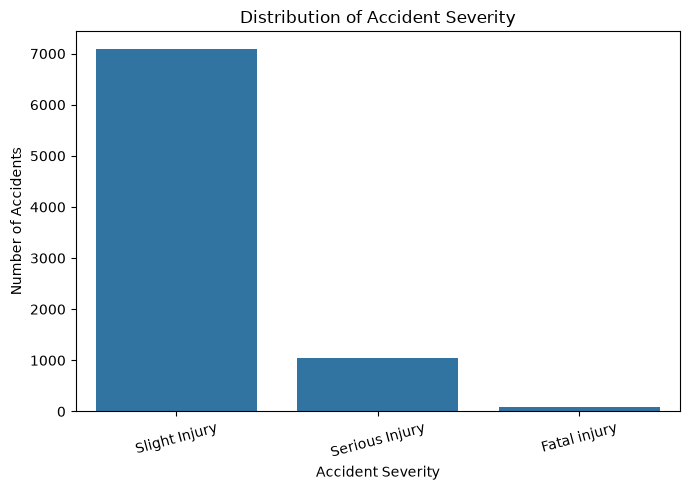 Distribution of Accident Severity
Number of Accidents
7000
6000
5000
4000
3000
2000
1000
0
Slight Injury
Serious Injury
Fatal injury
Accident Severity